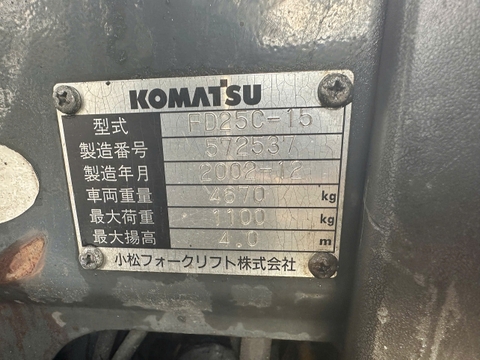 KOMATSU
型式 FD25C-15
製造番号 572537
製造年月 2002-12
車両重量 4670 kg
最大荷重 1100 kg
最大揚高 4.0 m
小松フォークリフト株式会社